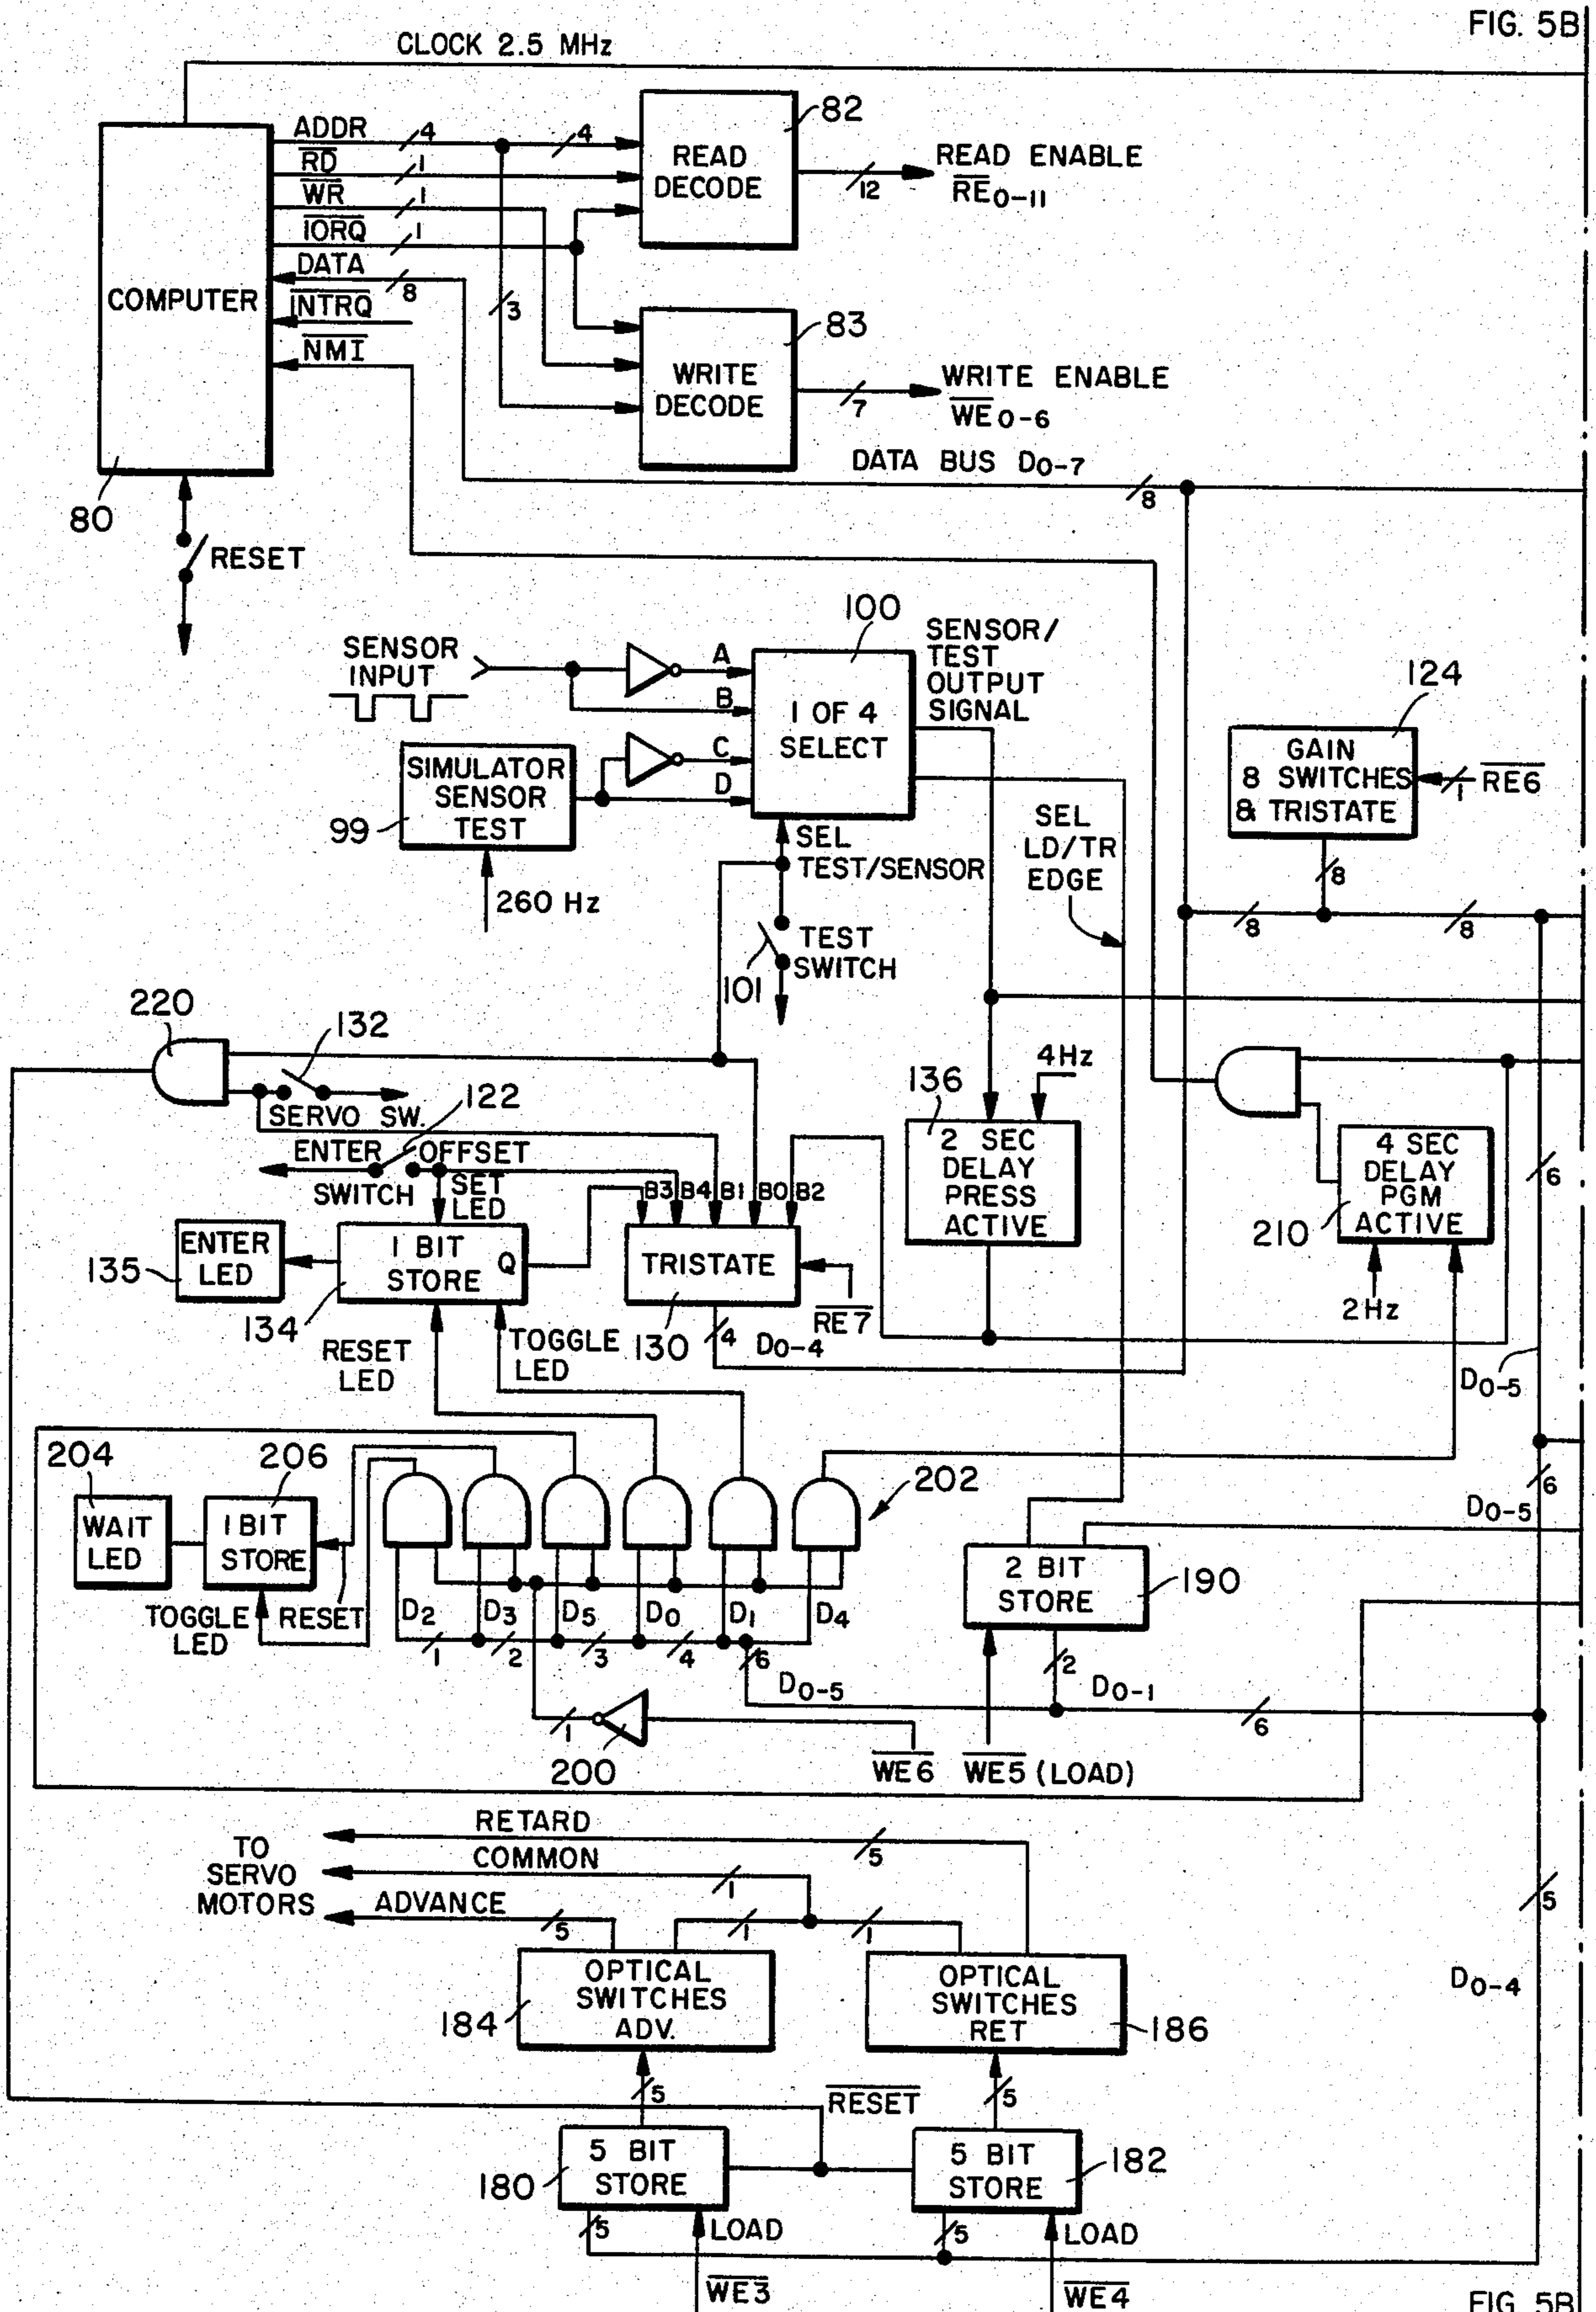 FIG. 5B
CLOCK 2.5 MHz
COMPUTER
80
RESET
ADDR
4
4
RD
1
WR
1
IORQ
1
DATA
8
INTRQ
NMI
3
82
READ
DECODE
12
READ ENABLE
RE0-11
83
WRITE
DECODE
7
WRITE ENABLE
WE0-6
DATA BUS D0-7
8
SENSOR
INPUT
A
B
C
D
100
1 OF 4
SELECT
SENSOR/
TEST
OUTPUT
SIGNAL
SIMULATOR
SENSOR
TEST
99
260 Hz
SEL
TEST/SENSOR
TEST
SWITCH
101
SEL
LD/TR
EDGE
124
GAIN
8 SWITCHES
& TRISTATE
1
RE6
8
8
8
220
132
SERVO SW.
122
ENTER
OFFSET
SWITCH
SET
LED
B3
B4
B1
B0
B2
136
4Hz
2 SEC
DELAY
PRESS
ACTIVE
4 SEC
DELAY
PGM
ACTIVE
210
2Hz
6
ENTER
LED
135
1 BIT
STORE
Q
134
TRISTATE
130
RE7
4
D0-4
RESET
LED
TOGGLE
LED
D0-5
204
WAIT
LED
206
1 BIT
STORE
TOGGLE
LED
RESET
202
6
D0-5
D2
D3
D5
D0
D1
D4
1
2
3
4
6
D0-5
2 BIT
STORE
190
2
D0-1
6
1
200
WE6
WE5 (LOAD)
TO
SERVO
MOTORS
RETARD
5
COMMON
1
ADVANCE
5
1
1
5
OPTICAL
SWITCHES
ADV.
184
OPTICAL
SWITCHES
RET
186
D0-4
5
RESET
5
5 BIT
STORE
180
5 BIT
STORE
182
5
LOAD
5
LOAD
WE3
WE4
FIG. 5B